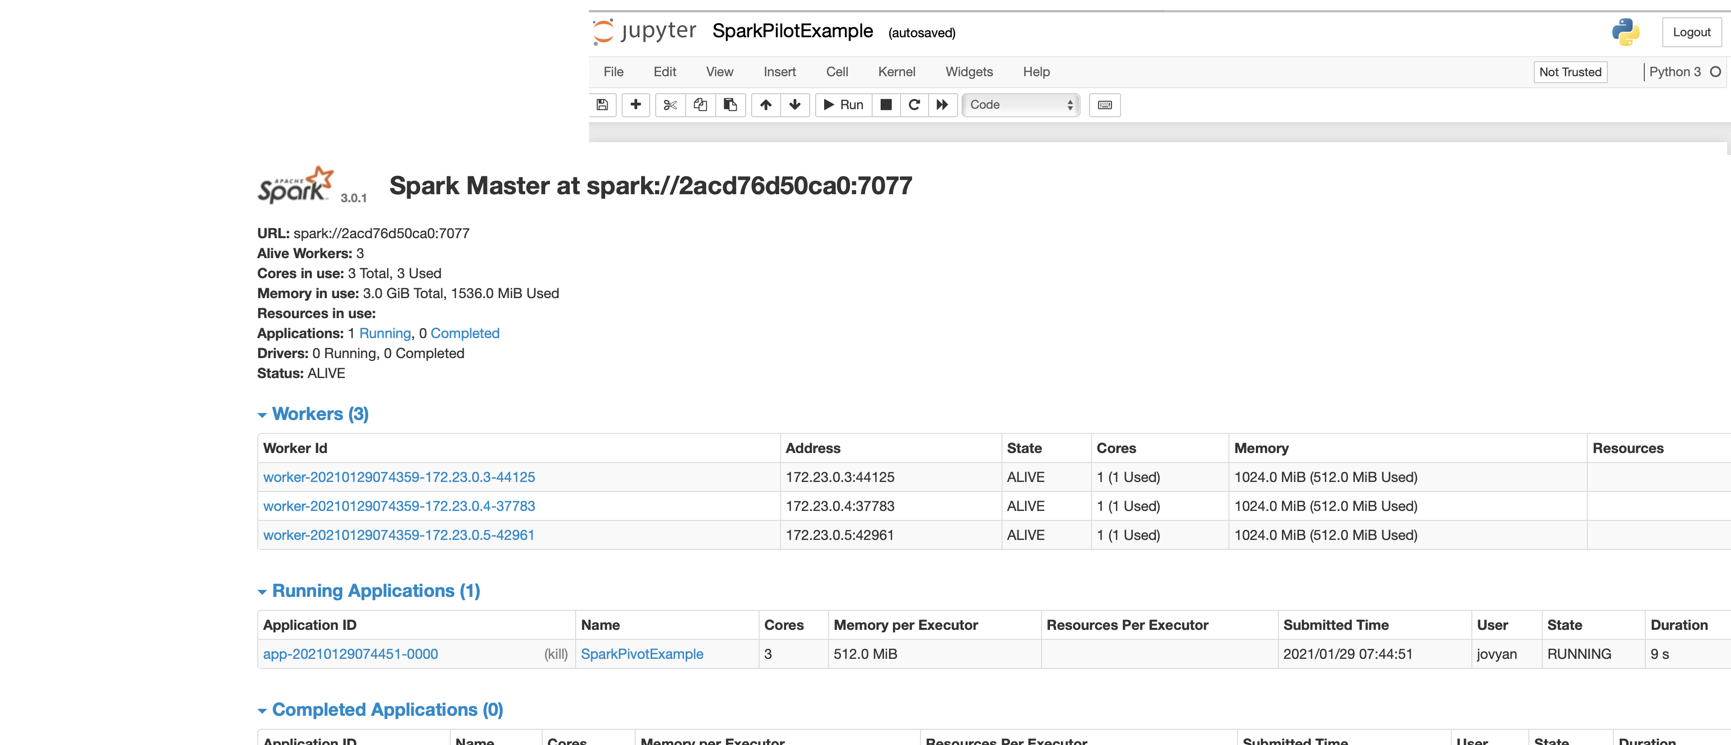 jupyter SparkPilotExample (autosaved) Logout
File Edit View Insert Cell Kernel Widgets Help Not Trusted Python 3
Run Code
APACHE Spark 3.0.1 Spark Master at spark://2acd76d50ca0:7077
URL: spark://2acd76d50ca0:7077
Alive Workers: 3
Cores in use: 3 Total, 3 Used
Memory in use: 3.0 GiB Total, 1536.0 MiB Used
Resources in use:
Applications: 1 Running, 0 Completed
Drivers: 0 Running, 0 Completed
Status: ALIVE
Workers (3)
Worker Id Address State Cores Memory Resources
worker-20210129074359-172.23.0.3-44125 172.23.0.3:44125 ALIVE 1 (1 Used) 1024.0 MiB (512.0 MiB Used)
worker-20210129074359-172.23.0.4-37783 172.23.0.4:37783 ALIVE 1 (1 Used) 1024.0 MiB (512.0 MiB Used)
worker-20210129074359-172.23.0.5-42961 172.23.0.5:42961 ALIVE 1 (1 Used) 1024.0 MiB (512.0 MiB Used)
Running Applications (1)
Application ID Name Cores Memory per Executor Resources Per Executor Submitted Time User State Duration
app-20210129074451-0000 (kill) SparkPivotExample 3 512.0 MiB 2021/01/29 07:44:51 jovyan RUNNING 9 s
Completed Applications (0)
Application ID Name Cores Memory per Executor Resources Per Executor Submitted Time User State Duration